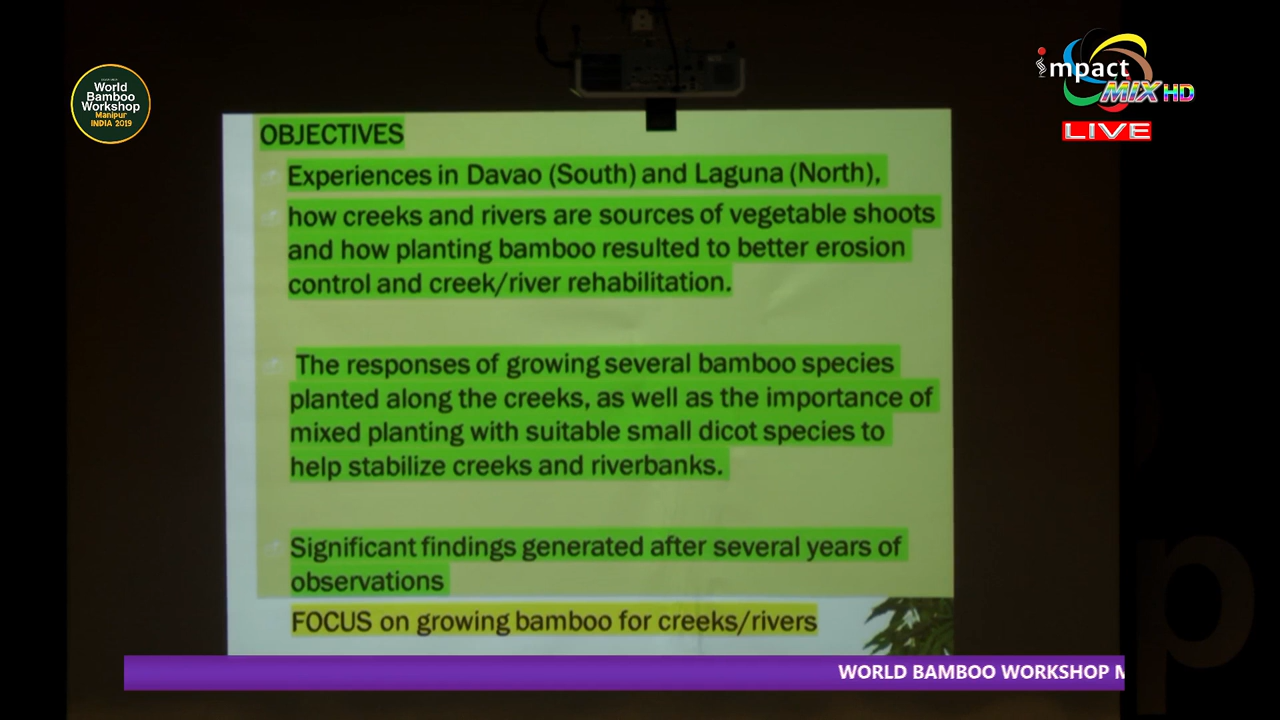 World
Bamboo
Workshop
Manipur
INDIA 2019
impact
MIX HD
LIVE
OBJECTIVES
Experiences in Davao (South) and Laguna (North),
how creeks and rivers are sources of vegetable shoots
and how planting bamboo resulted to better erosion
control and creek/river rehabilitation.
The responses of growing several bamboo species
planted along the creeks, as well as the importance of
mixed planting with suitable small dicot species to
help stabilize creeks and riverbanks.
Significant findings generated after several years of
observations
FOCUS on growing bamboo for creeks/rivers
WORLD BAMBOO WORKSHOP M